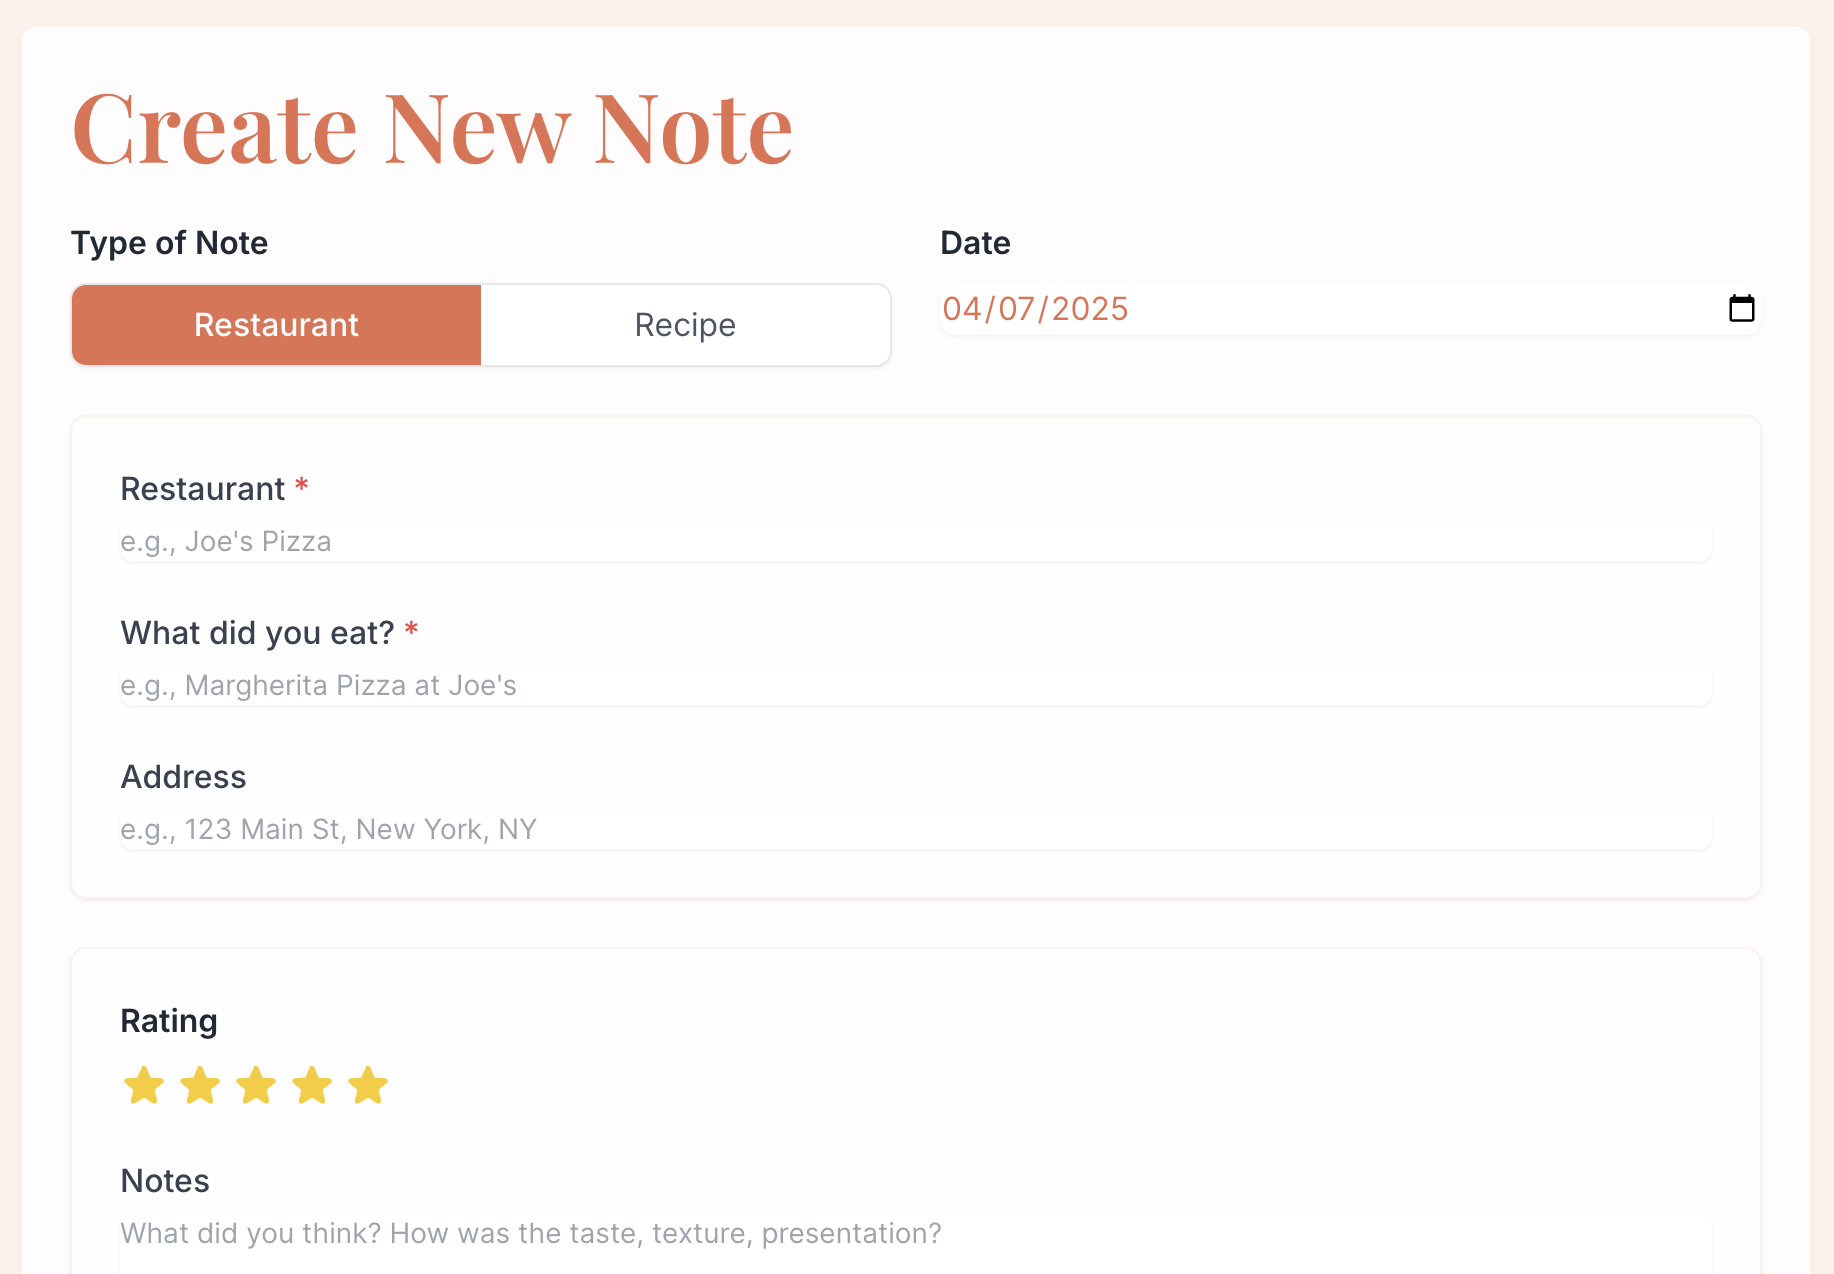 Create New Note
Type of Note
Date
Restaurant
Recipe
04/07/2025
Restaurant *
e.g., Joe's Pizza
What did you eat? *
e.g., Margherita Pizza at Joe's
Address
e.g., 123 Main St, New York, NY
Rating
Notes
What did you think? How was the taste, texture, presentation?